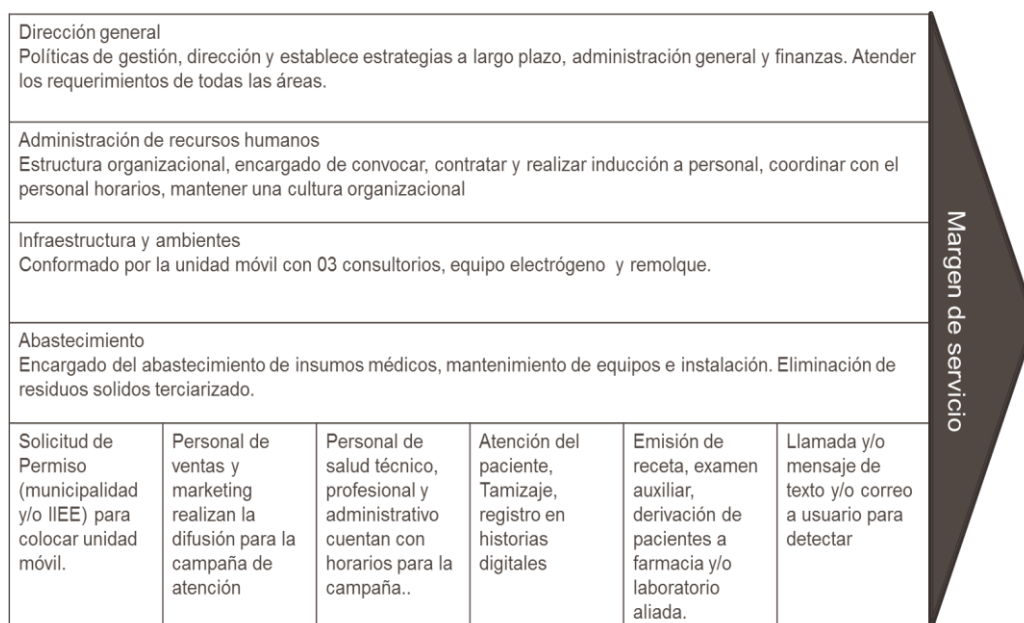 Dirección general
Políticas de gestión, dirección y establece estrategias a largo plazo, administración general y finanzas. Atender
los requerimientos de todas las áreas.
Administración de recursos humanos
Estructura organizacional, encargado de convocar, contratar y realizar inducción a personal, coordinar con el
personal horarios, mantener una cultura organizacional
Infraestructura y ambientes
Conformado por la unidad móvil con 03 consultorios, equipo electrógeno y remolque.
Abastecimiento
Encargado del abastecimiento de insumos médicos, mantenimiento de equipos e instalación. Eliminación de
residuos solidos terciarizado.
Solicitud de
Permiso
(municipalidad
y/o IIEE) para
colocar unidad
móvil.
Personal de
ventas y
marketing
realizan la
difusión para la
campaña de
atención
Personal de
salud técnico,
profesional y
administrativo
cuentan con
horarios para la
campaña..
Atención del
paciente,
Tamizaje,
registro en
historias
digitales
Emisión de
receta, examen
auxiliar,
derivación de
pacientes a
farmacia y/o
laboratorio
aliada.
Llamada y/o
mensaje de
texto y/o correo
a usuario para
detectar
Margen de servicio